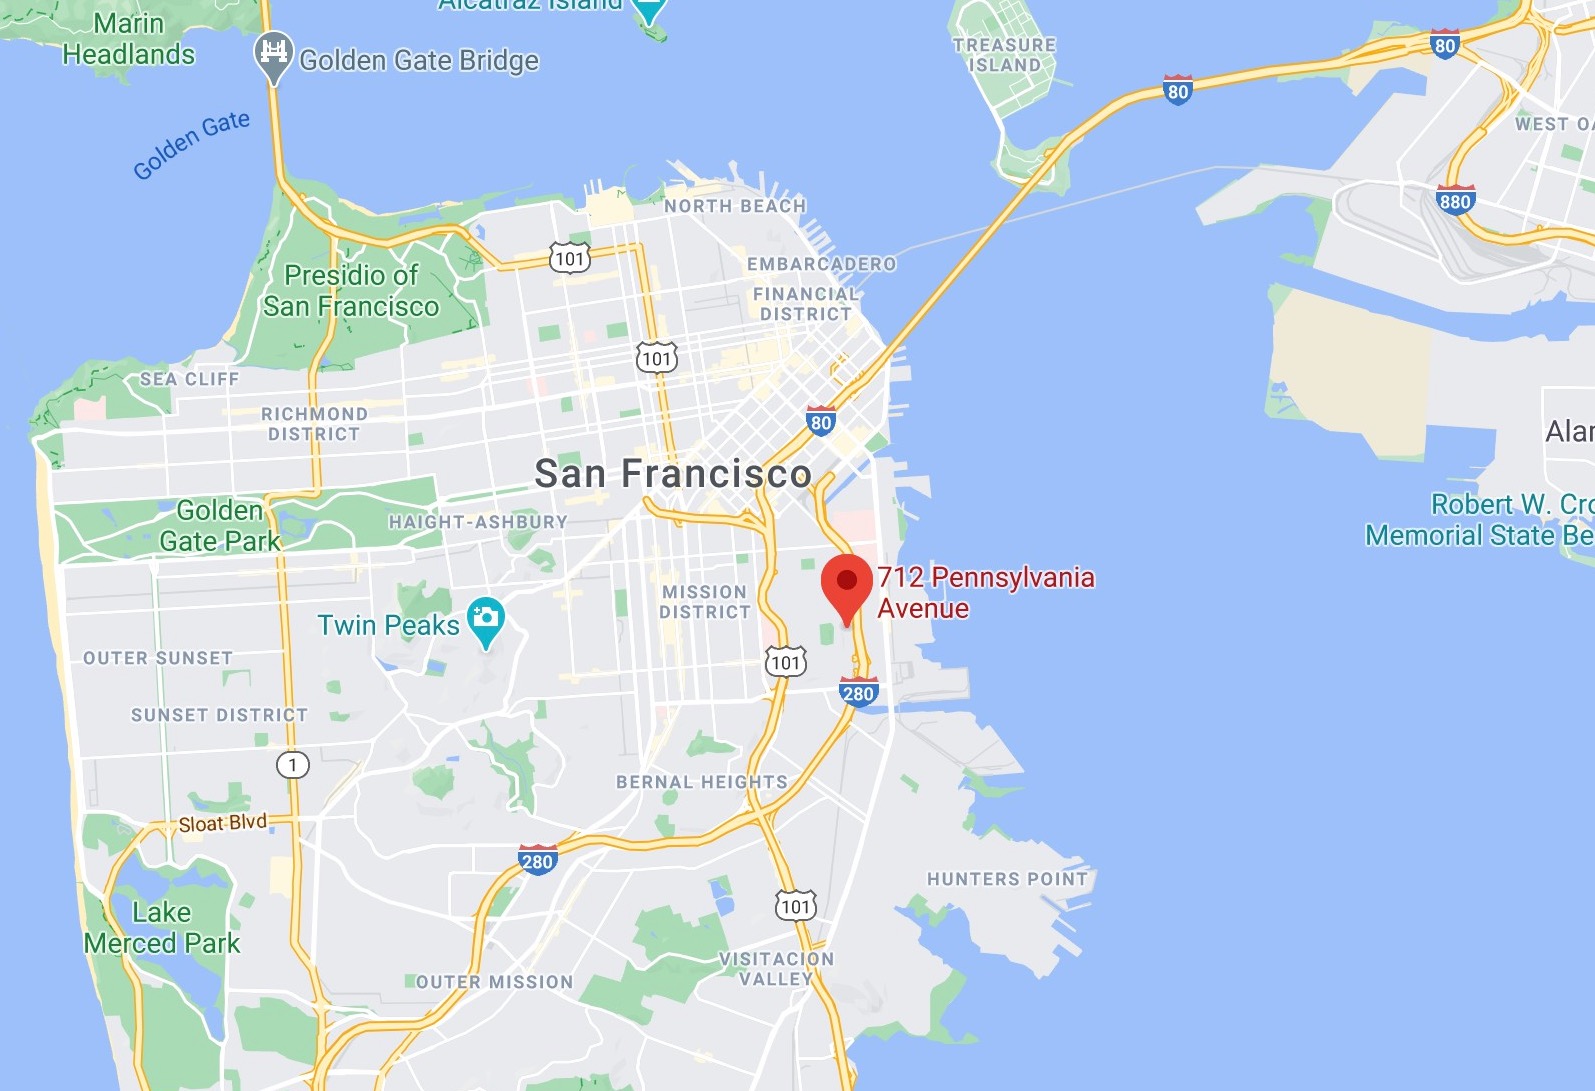 Alcatraz Island
Marin
Headlands
Golden Gate Bridge
TREASURE
ISLAND
80
80
Golden Gate
WEST OA
880
NORTH BEACH
101
EMBARCADERO
Presidio of
San Francisco
FINANCIAL
DISTRICT
101
SEA CLIFF
RICHMOND
DISTRICT
80
Alar
San Francisco
Golden
Gate Park
HAIGHT-ASHBURY
Robert W. Cro
Memorial State Be
712 Pennsylvania
Avenue
MISSION
DISTRICT
Twin Peaks
OUTER SUNSET
101
280
SUNSET DISTRICT
1
BERNAL HEIGHTS
Sloat Blvd
280
HUNTERS POINT
101
Lake
Merced Park
VISITACION
VALLEY
OUTER MISSION